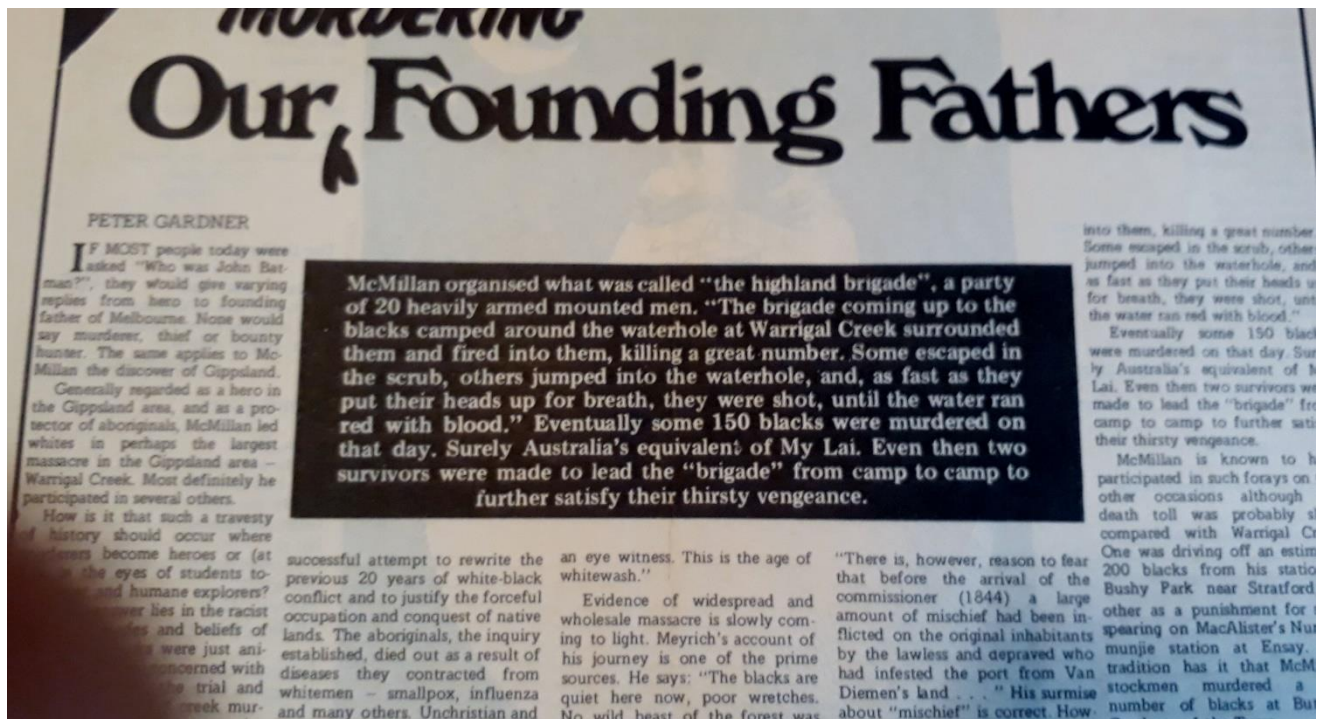 MURDERING
Our Founding Fathers
PETER GARDNER
IF MOST people today were
asked "Who was John Bat-
man?", they would give varying
replies from hero to founding
father of Melbourne. None would
say murderer, thief or bounty
hunter. The same applies to Mc-
Millan the discover of Gippsland.
Generally regarded as a hero in
the Gippsland area, and as a pro-
tector of aboriginals, McMillan led
whites in perhaps the largest
massacre in the Gippsland area –
Warrigal Creek. Most definitely he
participated in several others.
How is it that such a travesty
history should occur where
become heroes or (at
the eyes of students to-
and humane explorers?
lies in the racist
and beliefs of
were just ani-
concerned with
trial and
creek mur-
McMillan organised what was called "the highland brigade", a party
of 20 heavily armed mounted men. "The brigade coming up to the
blacks camped around the waterhole at Warrigal Creek surrounded
them and fired into them, killing a great number. Some escaped in
the scrub, others jumped into the waterhole, and, as fast as they
put their heads up for breath, they were shot, until the water ran
red with blood." Eventually some 150 blacks were murdered on
that day. Surely Australia's equivalent of My Lai. Even then two
survivors were made to lead the "brigade" from camp to camp to
further satisfy their thirsty vengeance.
successful attempt to rewrite the
previous 20 years of white-black
conflict and to justify the forceful
occupation and conquest of native
lands. The aboriginals, the inquiry
established, died out as a result of
diseases they contracted from
whitemen – smallpox, influenza
and many others. Unchristian and
an eye witness. This is the age of
whitewash."
Evidence of widespread and
wholesale massacre is slowly com-
ing to light. Meyrich's account of
his journey is one of the prime
sources. He says: "The blacks are
quiet here now, poor wretches.
No wild beast of the forest was
"There is, however, reason to fear
that before the arrival of the
commissioner (1844) a large
amount of mischief had been in-
flicted on the original inhabitants
by the lawless and depraved who
had infested the port from Van
Diemen's land . . ." His surmise
about "mischief" is correct. How-
into them, killing a great number
Some escaped in the scrub, other
jumped into the waterhole, and
as fast as they put their heads u
for breath, they were shot, unt
the water ran red with blood."
Eventually some 150 blac
were murdered on that day. Sur
ly Australia's equivalent of M
Lai. Even then two survivors we
made to lead the "brigade" fro
camp to camp to further sati
their thirsty vengeance.
McMillan is known to h
participated in such forays on
other occasions although
death toll was probably s
compared with Warrigal Cr
One was driving off an estim
200 blacks from his statio
Bushy Park near Stratford
other as a punishment for
spearing on MacAlister's Nun
munjie station at Ensay.
tradition has it that McM
stockmen murdered a
number of blacks at Bu